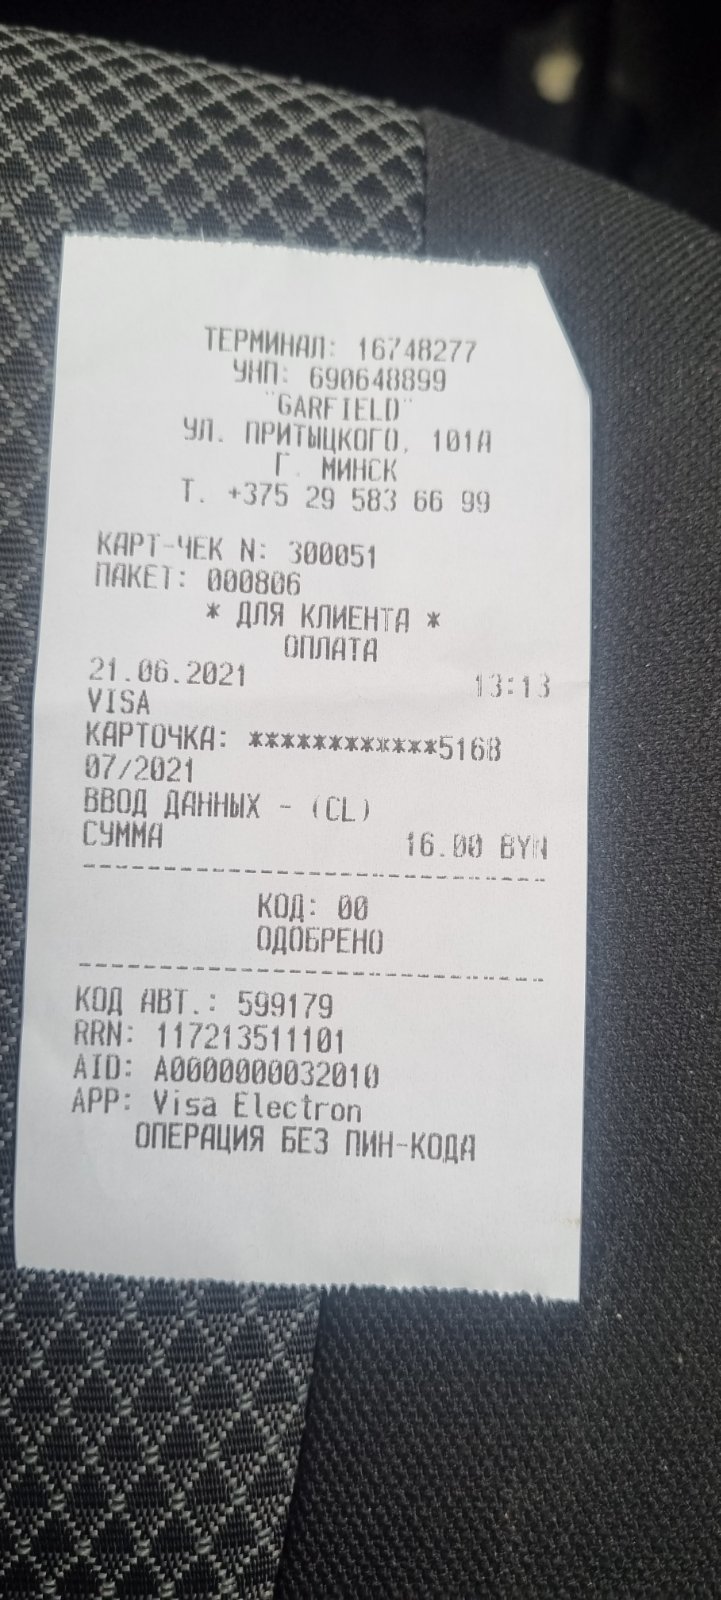 ТЕРМИНАЛ: 16748277
УНП: 690648899
"GARFIELD"
УЛ. ПРИТЫЦКОГО, 101А
Г. МИНСК
Т. +375 29 583 66 99
КАРТ-ЧЕК N: 300051
ПАКЕТ: 000806
* ДЛЯ КЛИЕНТА *
ОПЛАТА
21.06.2021 13:13
VISA
КАРТОЧКА: ************5168
07/2021
ВВОД ДАННЫХ - (CL)
СУММА 16.00 BYN
КОД: 00
ОДОБРЕНО
КОД АВТ.: 599179
RRN: 117213511101
AID: A0000000032010
APP: Visa Electron
ОПЕРАЦИЯ БЕЗ ПИН-КОДА